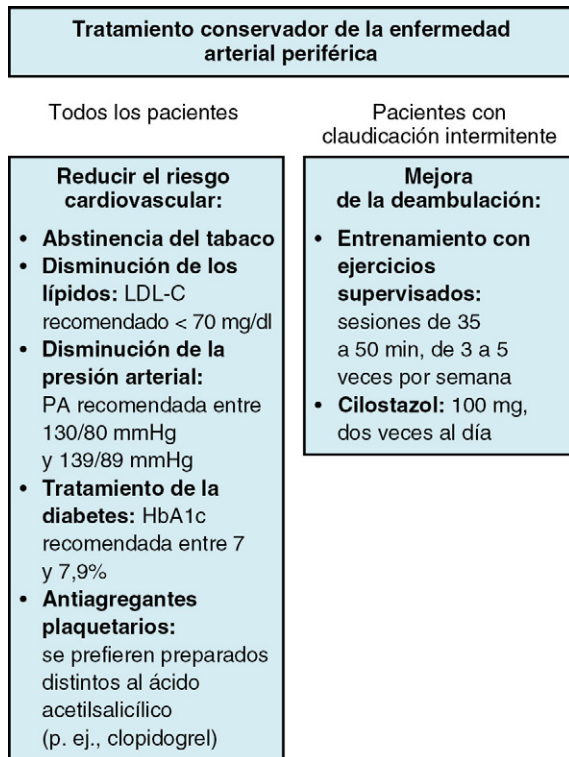 Tratamiento conservador de la enfermedad
arterial periférica
Todos los pacientes
Reducir el riesgo
cardiovascular:
• Abstinencia del tabaco
• Disminución de los
lípidos: LDL-C
recomendado < 70 mg/dl
• Disminución de la
presión arterial:
PA recomendada entre
130/80 mmHg
y 139/89 mmHg
• Tratamiento de la
diabetes: HbA1c
recomendada entre 7
y 7,9%
• Antiagregantes
plaquetarios:
se prefieren preparados
distintos al ácido
acetilsalicílico
(p. ej., clopidogrel)
Pacientes con
claudicación intermitente
Mejora
de la deambulación:
• Entrenamiento con
ejercicios
supervisados:
sesiones de 35
a 50 min, de 3 a 5
veces por semana
• Cilostazol: 100 mg,
dos veces al día